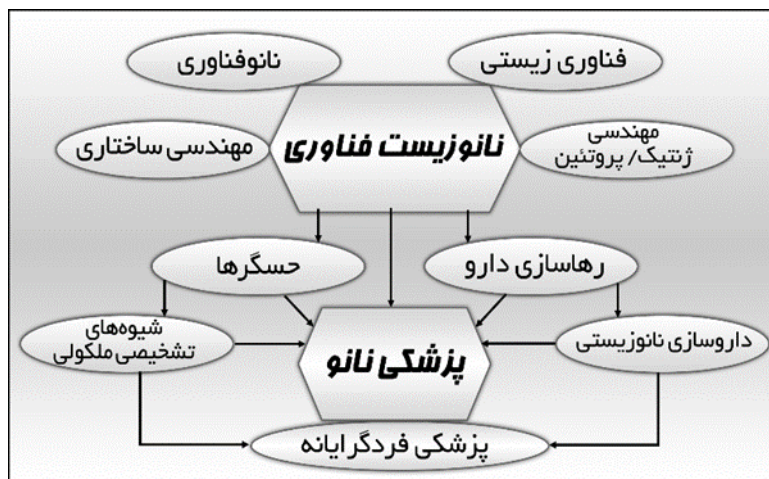 فناوری زیستی
نانوفناوری
نانوزیست فناوری
مهندسی
ژنتیک/ پروتئین
مهندسی ساختاری
رهاسازی دارو
حسگرها
داروسازی نانوزیستی
پزشکی نانو
شیوه‌های
تشخیصی ملکولی
پزشکی فردگرایانه